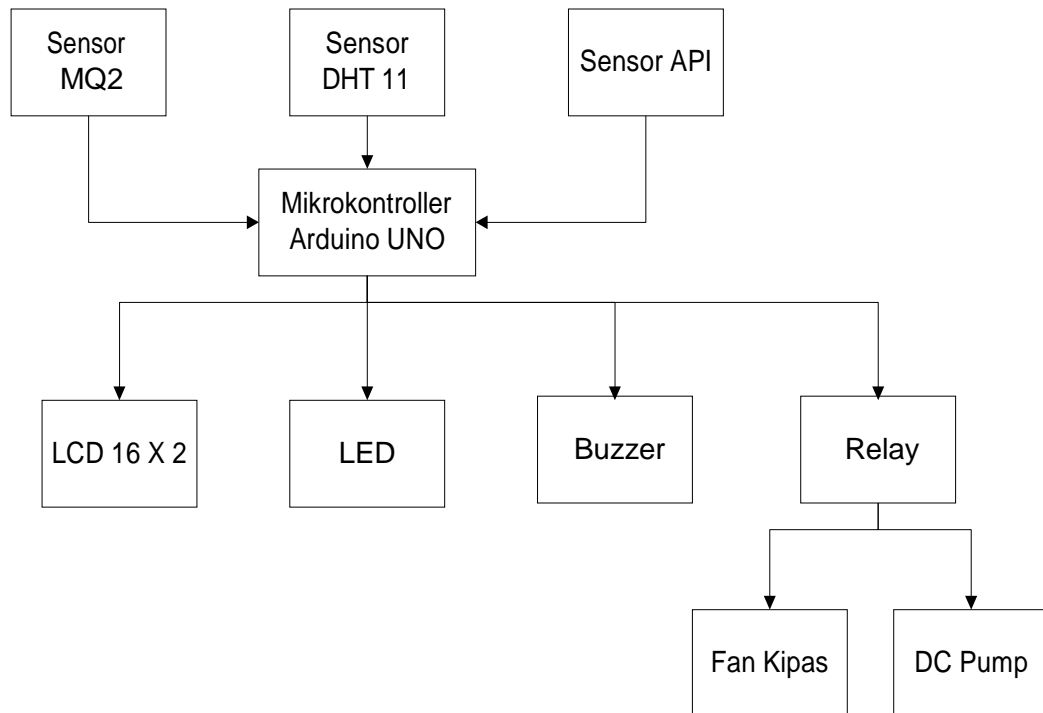 Sensor
MQ2
Sensor
DHT 11
Sensor API
Mikrokontroller
Arduino UNO
LCD 16 X 2
LED
Buzzer
Relay
Fan Kipas
DC Pump